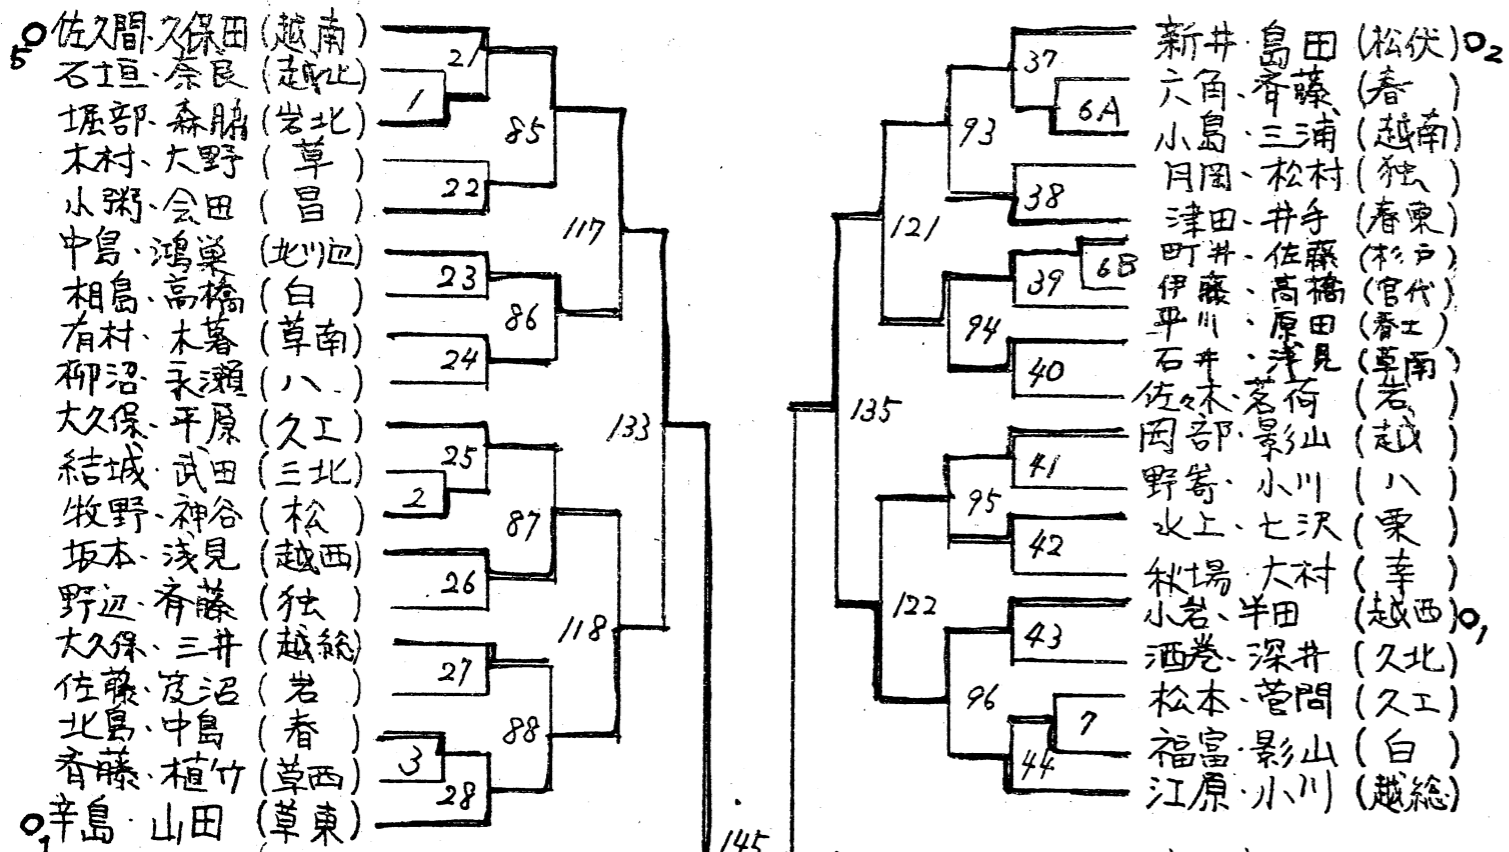 佐久間・久保田(越南)
石垣・奈良(越北)
堀部・森脇(岩北)
木村・大野(草)
小粥・会田(昌)
中島・鴻巣(北川辺)
相島・高橋(白)
有村・木暮(草南)
柳沼・永瀬(八)
大久保・平原(久工)
結城・武田(三北)
牧野・神谷(松)
坂本・浅見(越西)
野辺・斉藤(独)
大久保・三井(越総)
佐藤・笈沼(岩)
北島・中島(春)
斉藤・植竹(草西)
辛島・山田(草東)
5
1
21
1
22
23
24
25
2
26
27
3
28
85
86
87
88
117
118
133
145
新井・島田(松伏)2
六角・斉藤(春)
小島・三浦(越南)
月岡・松村(独)
津田・井手(春東)
町井・佐藤(杉戸)
伊藤・高橋(宮代)
平川・原田(春工)
石井・浅見(草南)
佐々木・茗荷(岩)
岡部・影山(越)
野嵜・小川(八)
水上・七沢(栗)
秋場・大村(幸)
小岩・半田(越西)1
酒巻・深井(久北)
松本・菅間(久工)
福富・影山(白)
江原・小川(越総)
37
6A
38
39
6B
40
41
42
43
7
44
93
94
95
96
121
122
135